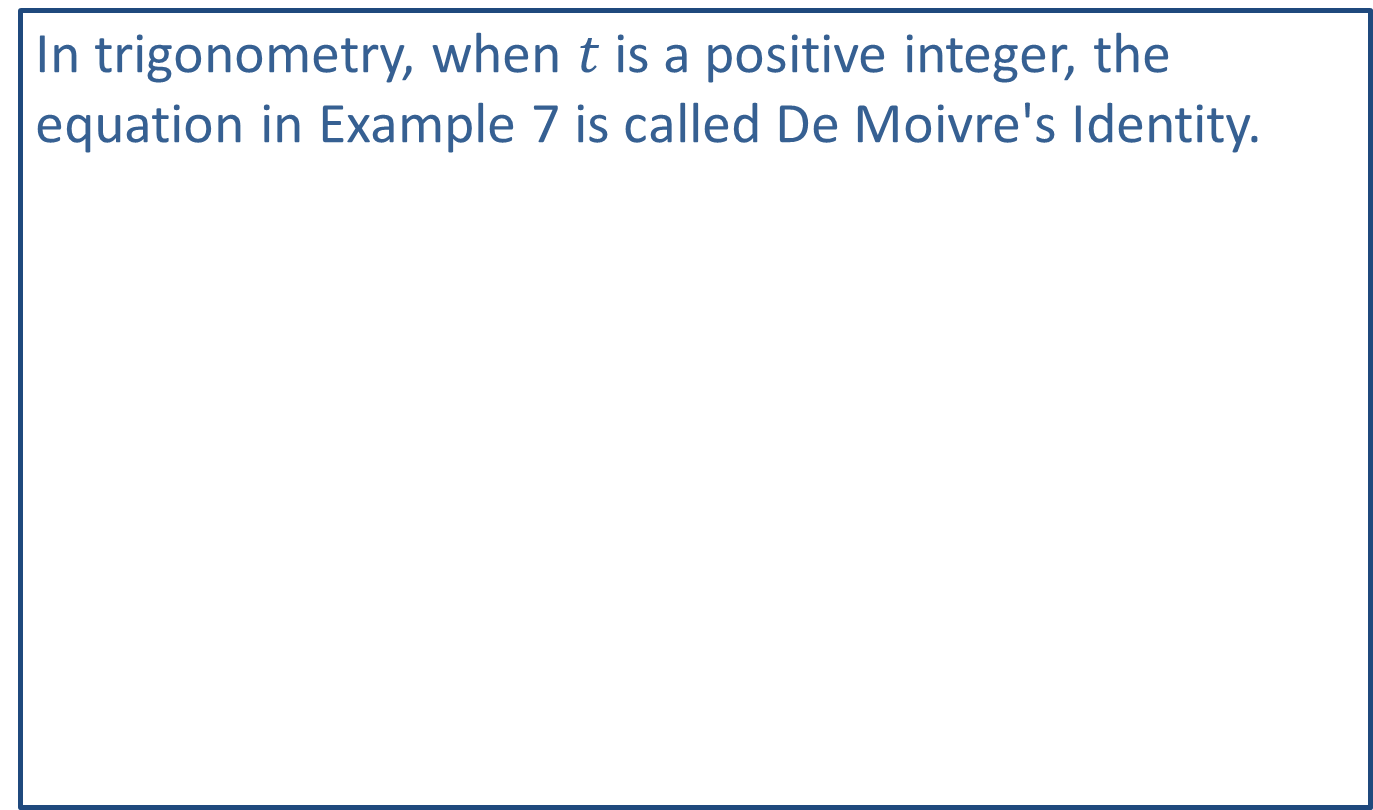 In trigonometry, when t is a positive integer, the
equation in Example 7 is called De Moivre's Identity.